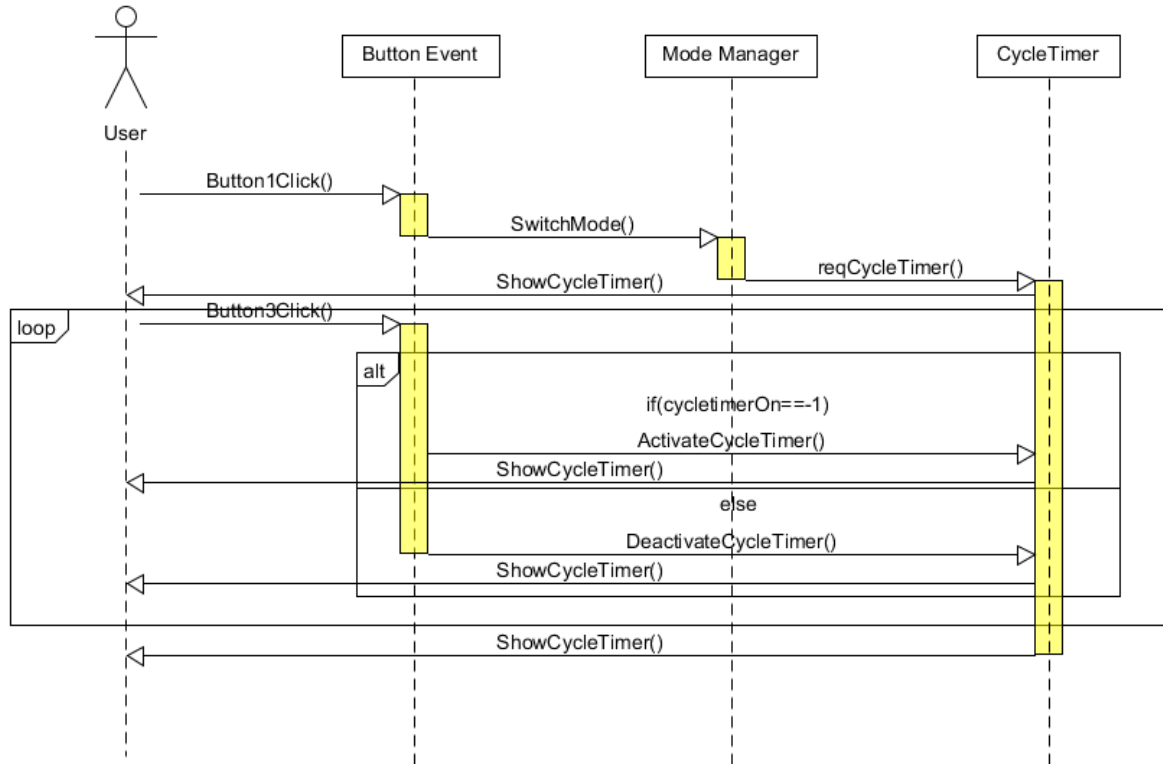 User
Button Event
Mode Manager
CycleTimer
Button1Click()
SwitchMode()
reqCycleTimer()
ShowCycleTimer()
loop
Button3Click()
alt
if(cycletimerOn==-1)
ActivateCycleTimer()
ShowCycleTimer()
else
DeactivateCycleTimer()
ShowCycleTimer()
ShowCycleTimer()